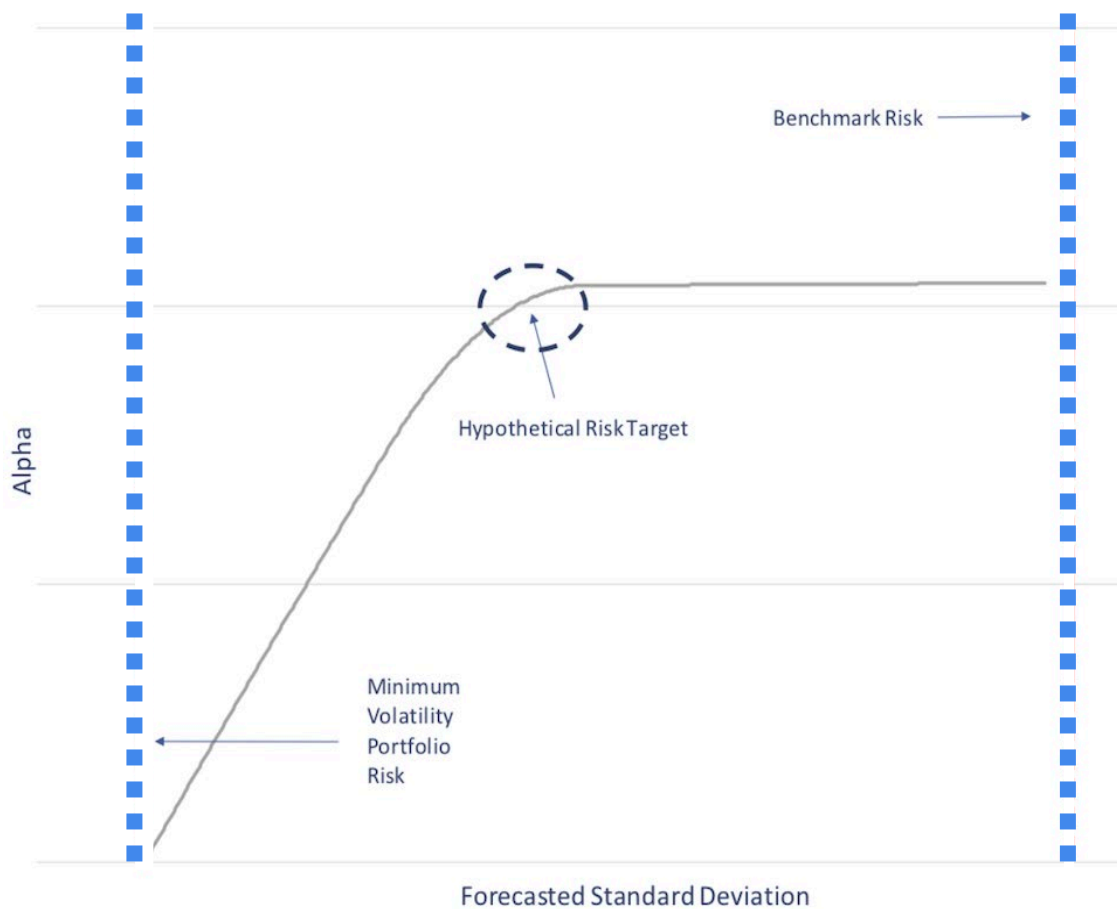 Benchmark Risk
Hypothetical Risk Target
Alpha
Minimum
Volatility
Portfolio
Risk
Forecasted Standard Deviation